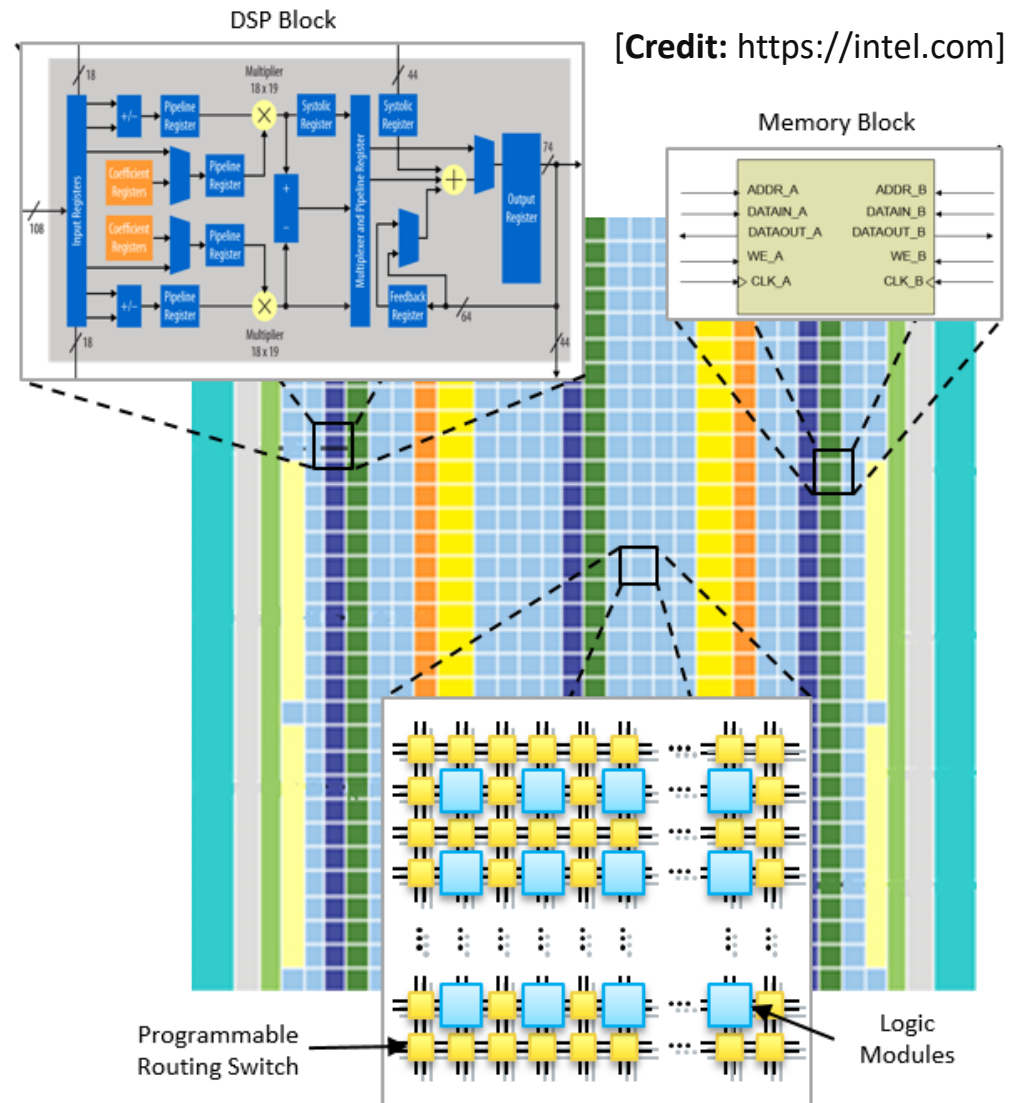 DSP Block
[Credit: https://intel.com]
18
44
Multiplier
18 x 19
+/−
Pipeline
Register
X
Systolic
Register
Systolic
Register
74
Coefficient
Registers
Pipeline
Register
+
Input Registers
+
−
Multiplexer and Pipeline Register
Output
Register
108
Coefficient
Registers
Pipeline
Register
+/−
Pipeline
Register
X
Feedback
Register
64
18
Multiplier
18 x 19
44
Memory Block
ADDR_A
ADDR_B
DATAIN_A
DATAIN_B
DATAOUT_A
DATAOUT_B
WE_A
WE_B
CLK_A
CLK_B
Programmable
Routing Switch
Logic
Modules